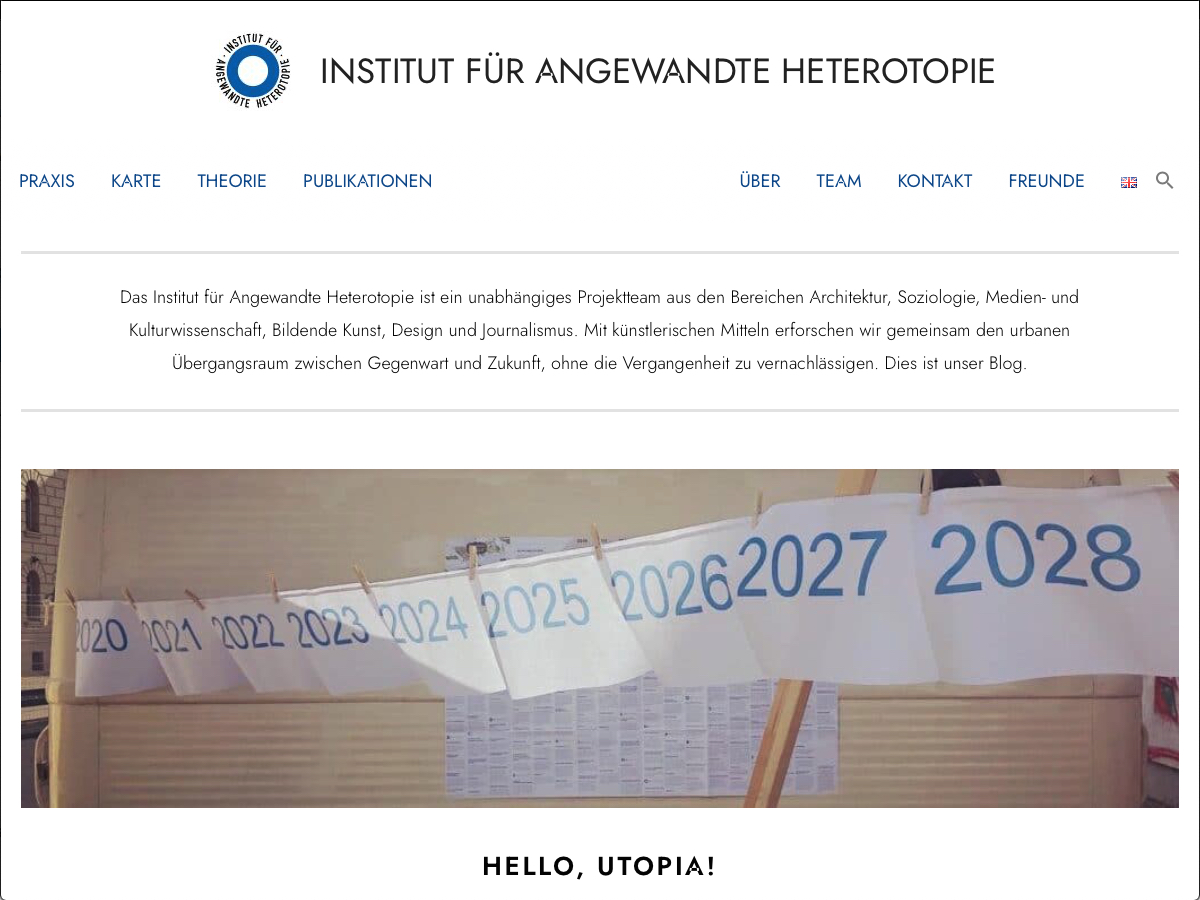 INSTITUT FÜR ANGEWANDTE HETEROTOPIE
INSTITUT FÜR ANGEWANDTE HETEROTOPIE
PRAXIS KARTE THEORIE PUBLIKATIONEN ÜBER TEAM KONTAKT FREUNDE
Das Institut für Angewandte Heterotopie ist ein unabhängiges Projektteam aus den Bereichen Architektur, Soziologie, Medien- und
Kulturwissenschaft, Bildende Kunst, Design und Journalismus. Mit künstlerischen Mitteln erforschen wir gemeinsam den urbanen
Übergangsraum zwischen Gegenwart und Zukunft, ohne die Vergangenheit zu vernachlässigen. Dies ist unser Blog.
2020 2021 2022 2023 2024 2025 2026 2027 2028
HELLO, UTOPIA!